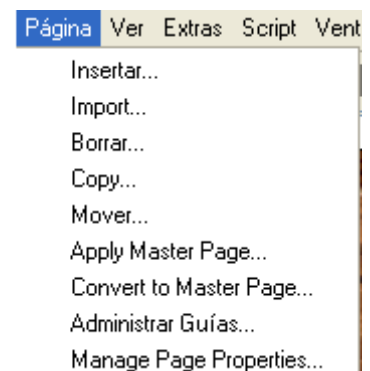 Página Ver Extras Script Vent
Insertar...
Import...
Borrar...
Copy...
Mover...
Apply Master Page...
Convert to Master Page...
Administrar Guías...
Manage Page Properties...